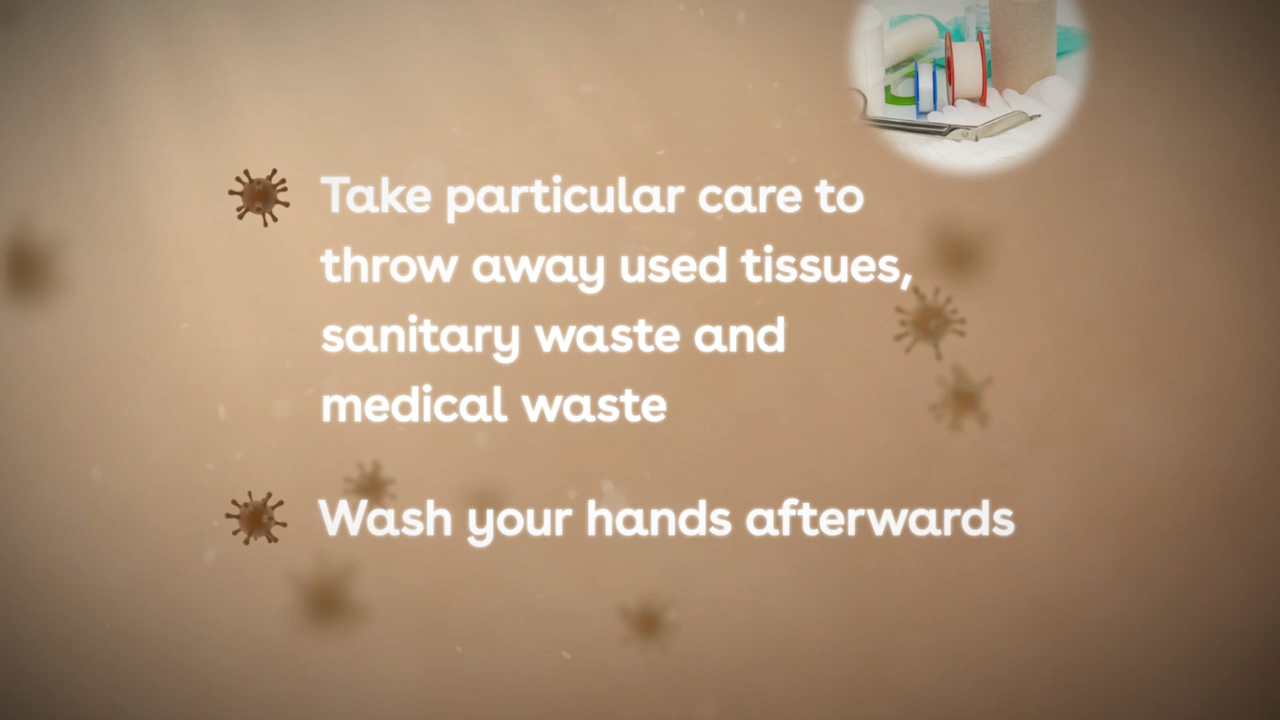 Take particular care to
throw away used tissues,
sanitary waste and
medical waste
Wash your hands afterwards